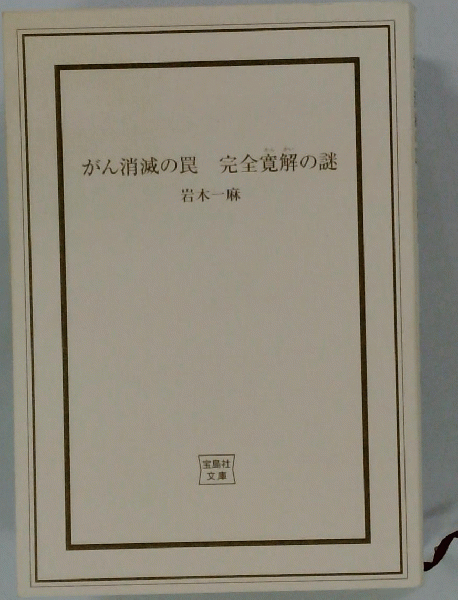 がん消滅の罠　完全寛解の謎
岩木一麻
宝島社
文庫